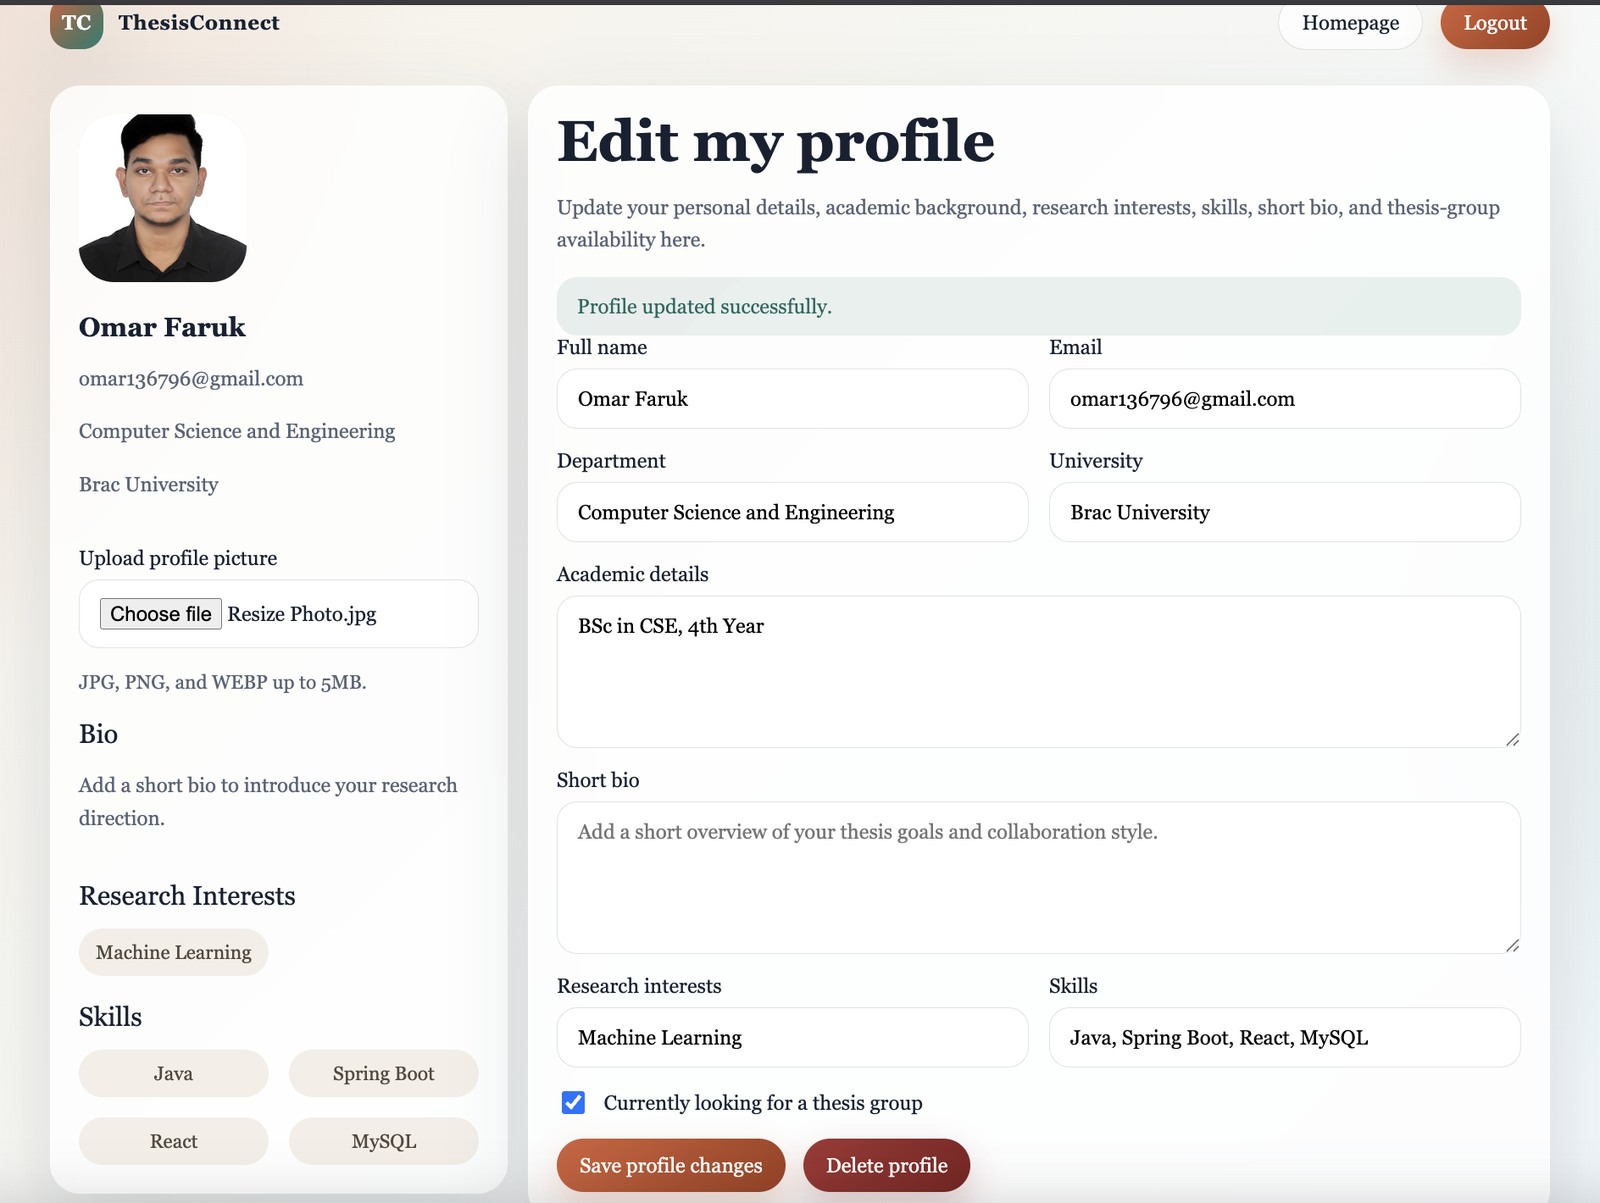 TC ThesisConnect
Homepage
Logout
Omar Faruk
omar136796@gmail.com
Computer Science and Engineering
Brac University
Upload profile picture
Choose file Resize Photo.jpg
JPG, PNG, and WEBP up to 5MB.
Bio
Add a short bio to introduce your research
direction.
Research Interests
Machine Learning
Skills
Java
Spring Boot
React
MySQL
Edit my profile
Update your personal details, academic background, research interests, skills, short bio, and thesis-group
availability here.
Profile updated successfully.
Full name
Omar Faruk
Email
omar136796@gmail.com
Department
Computer Science and Engineering
University
Brac University
Academic details
BSc in CSE, 4th Year
Short bio
Add a short overview of your thesis goals and collaboration style.
Research interests
Machine Learning
Skills
Java, Spring Boot, React, MySQL
Currently looking for a thesis group
Save profile changes
Delete profile